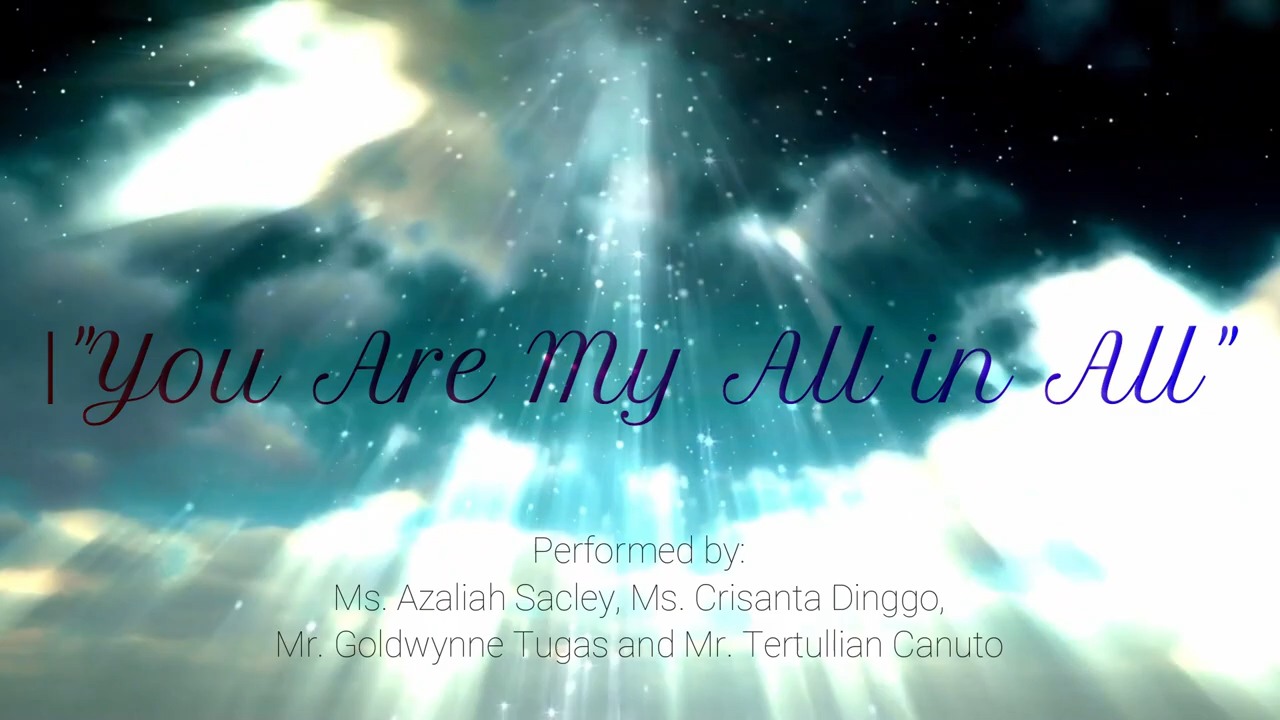 |"You Are My All in All"
Performed by:
Ms. Azaliah Sacley, Ms. Crisanta Dinggo,
Mr. Goldwynne Tugas and Mr. Tertullian Canuto